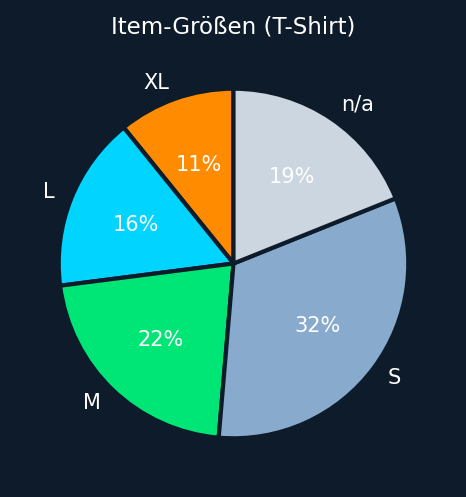 Item-Größen (T-Shirt)
XL
n/a
11%
19%
L
16%
32%
22%
S
M